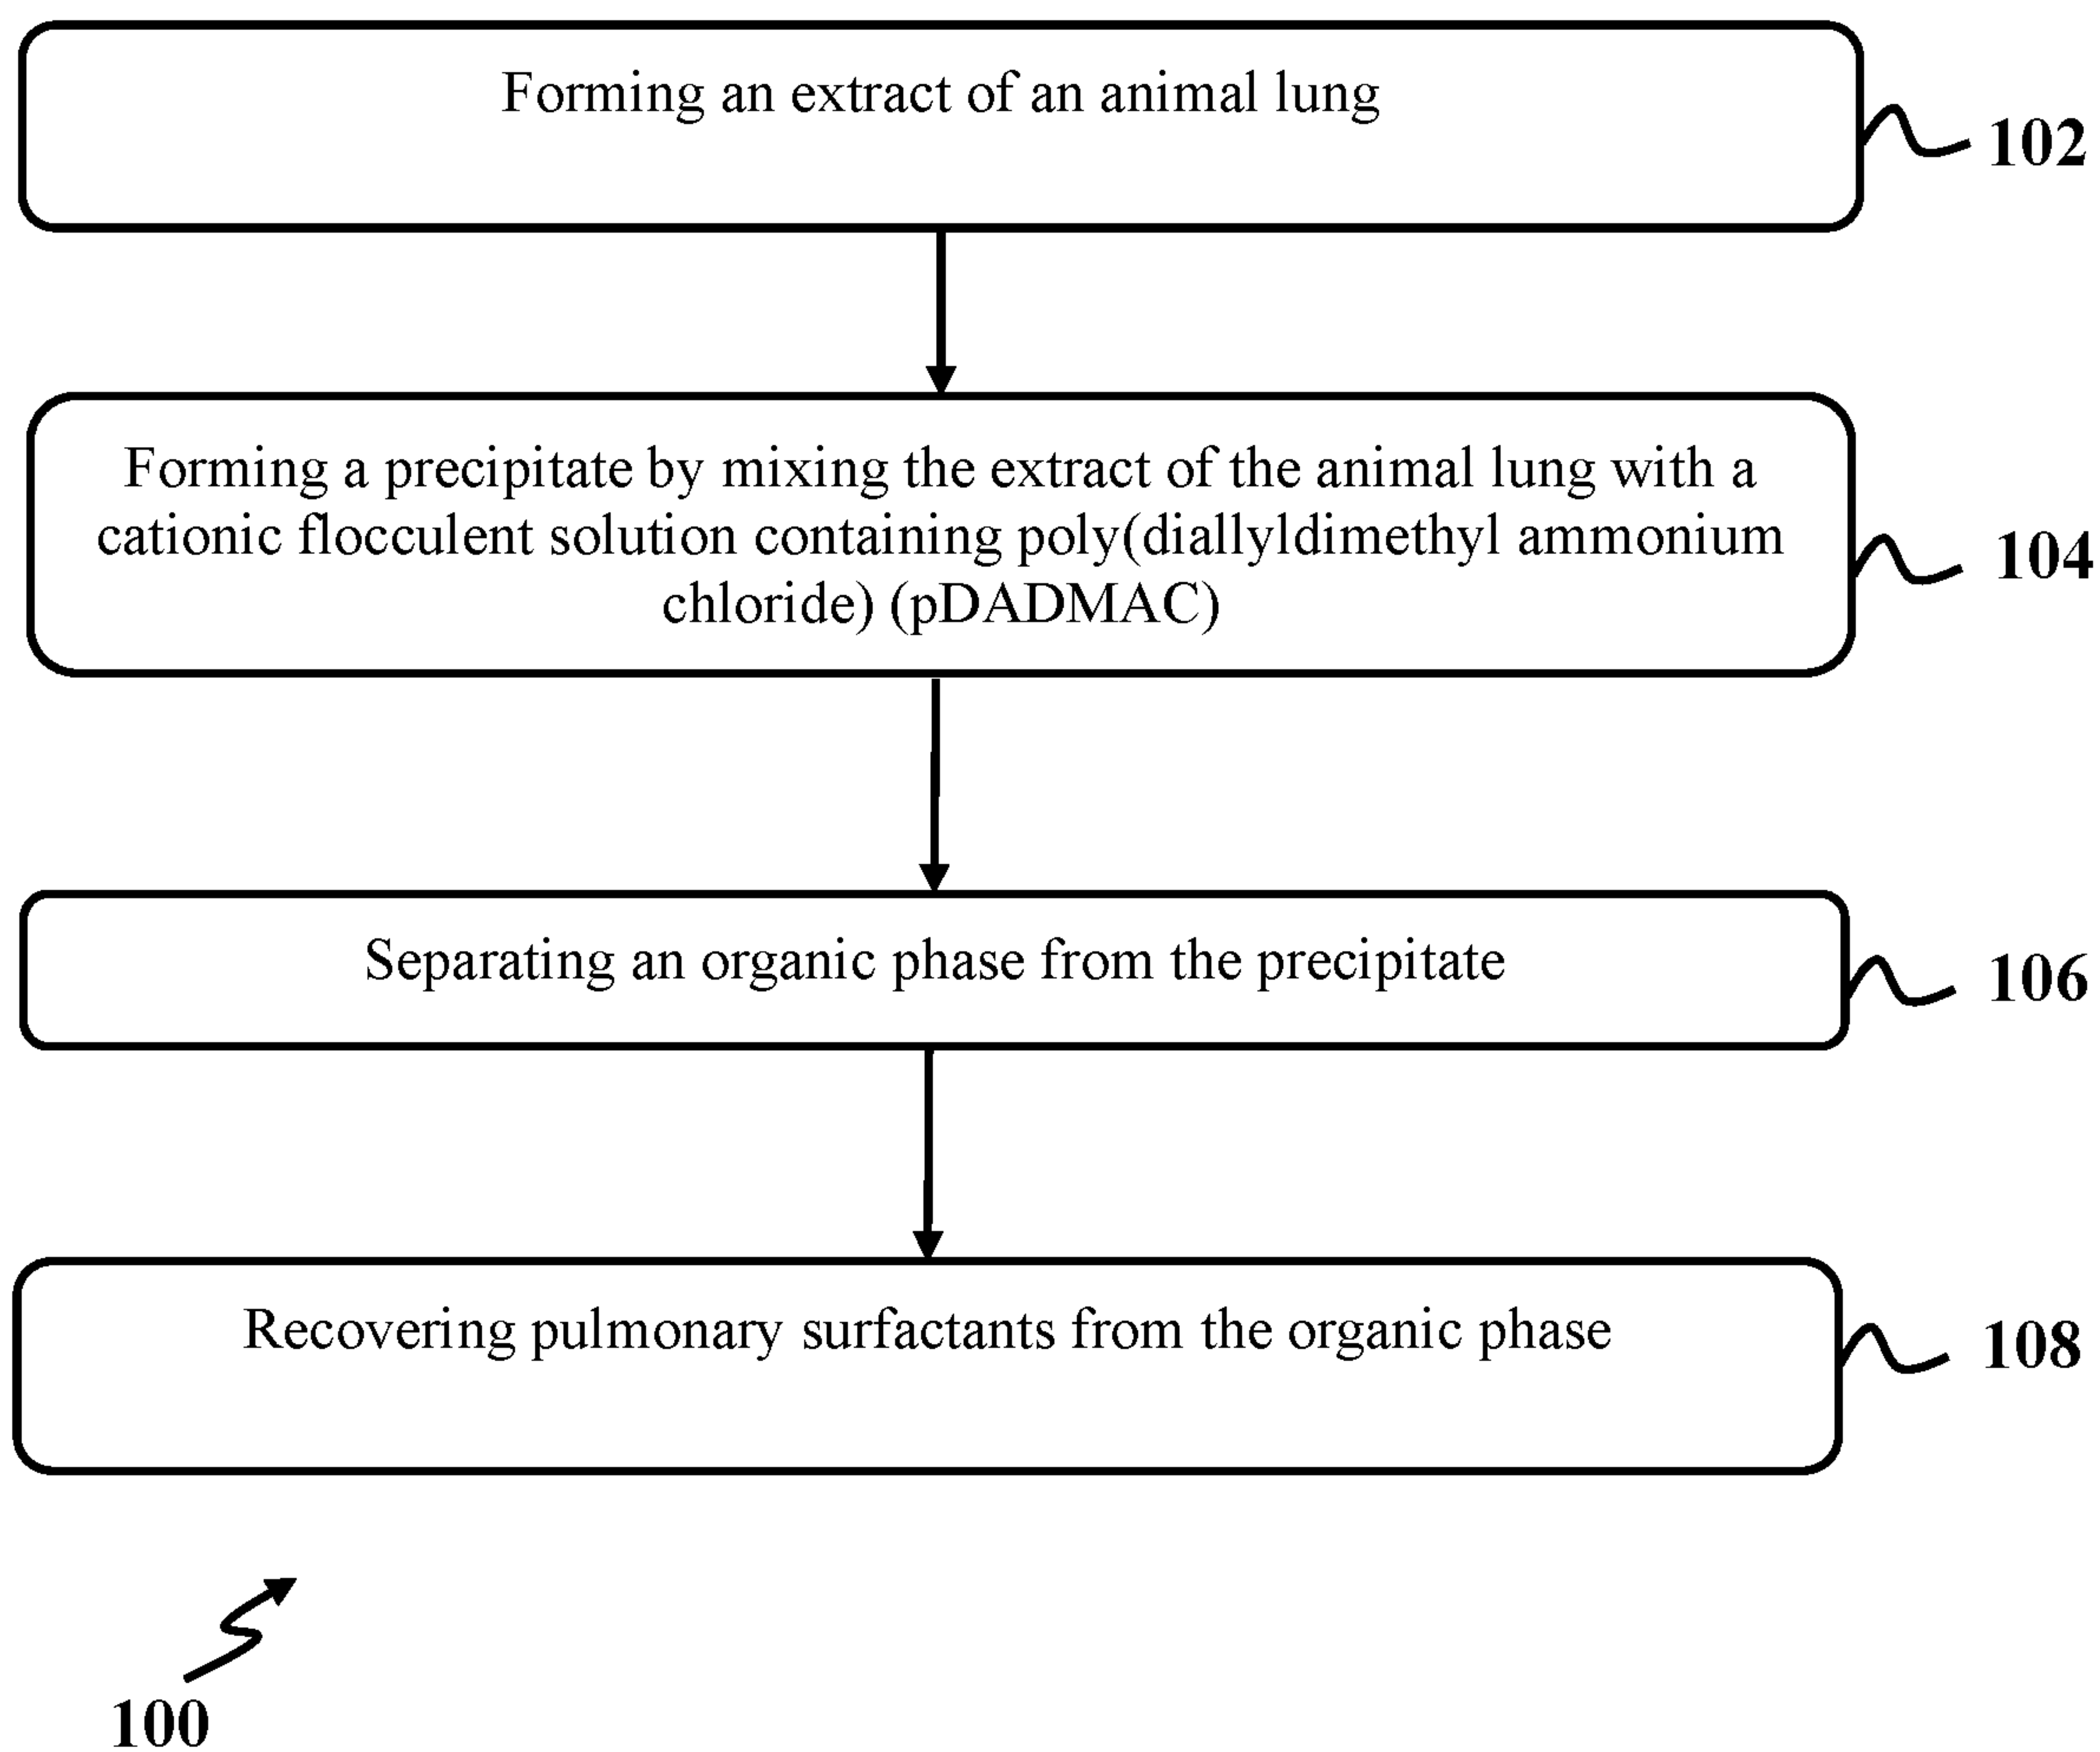 Forming an extract of an animal lung
102
Forming a precipitate by mixing the extract of the animal lung with a
cationic flocculent solution containing poly(diallyldimethyl ammonium
chloride) (pDADMAC)
104
Separating an organic phase from the precipitate
106
Recovering pulmonary surfactants from the organic phase
108
100